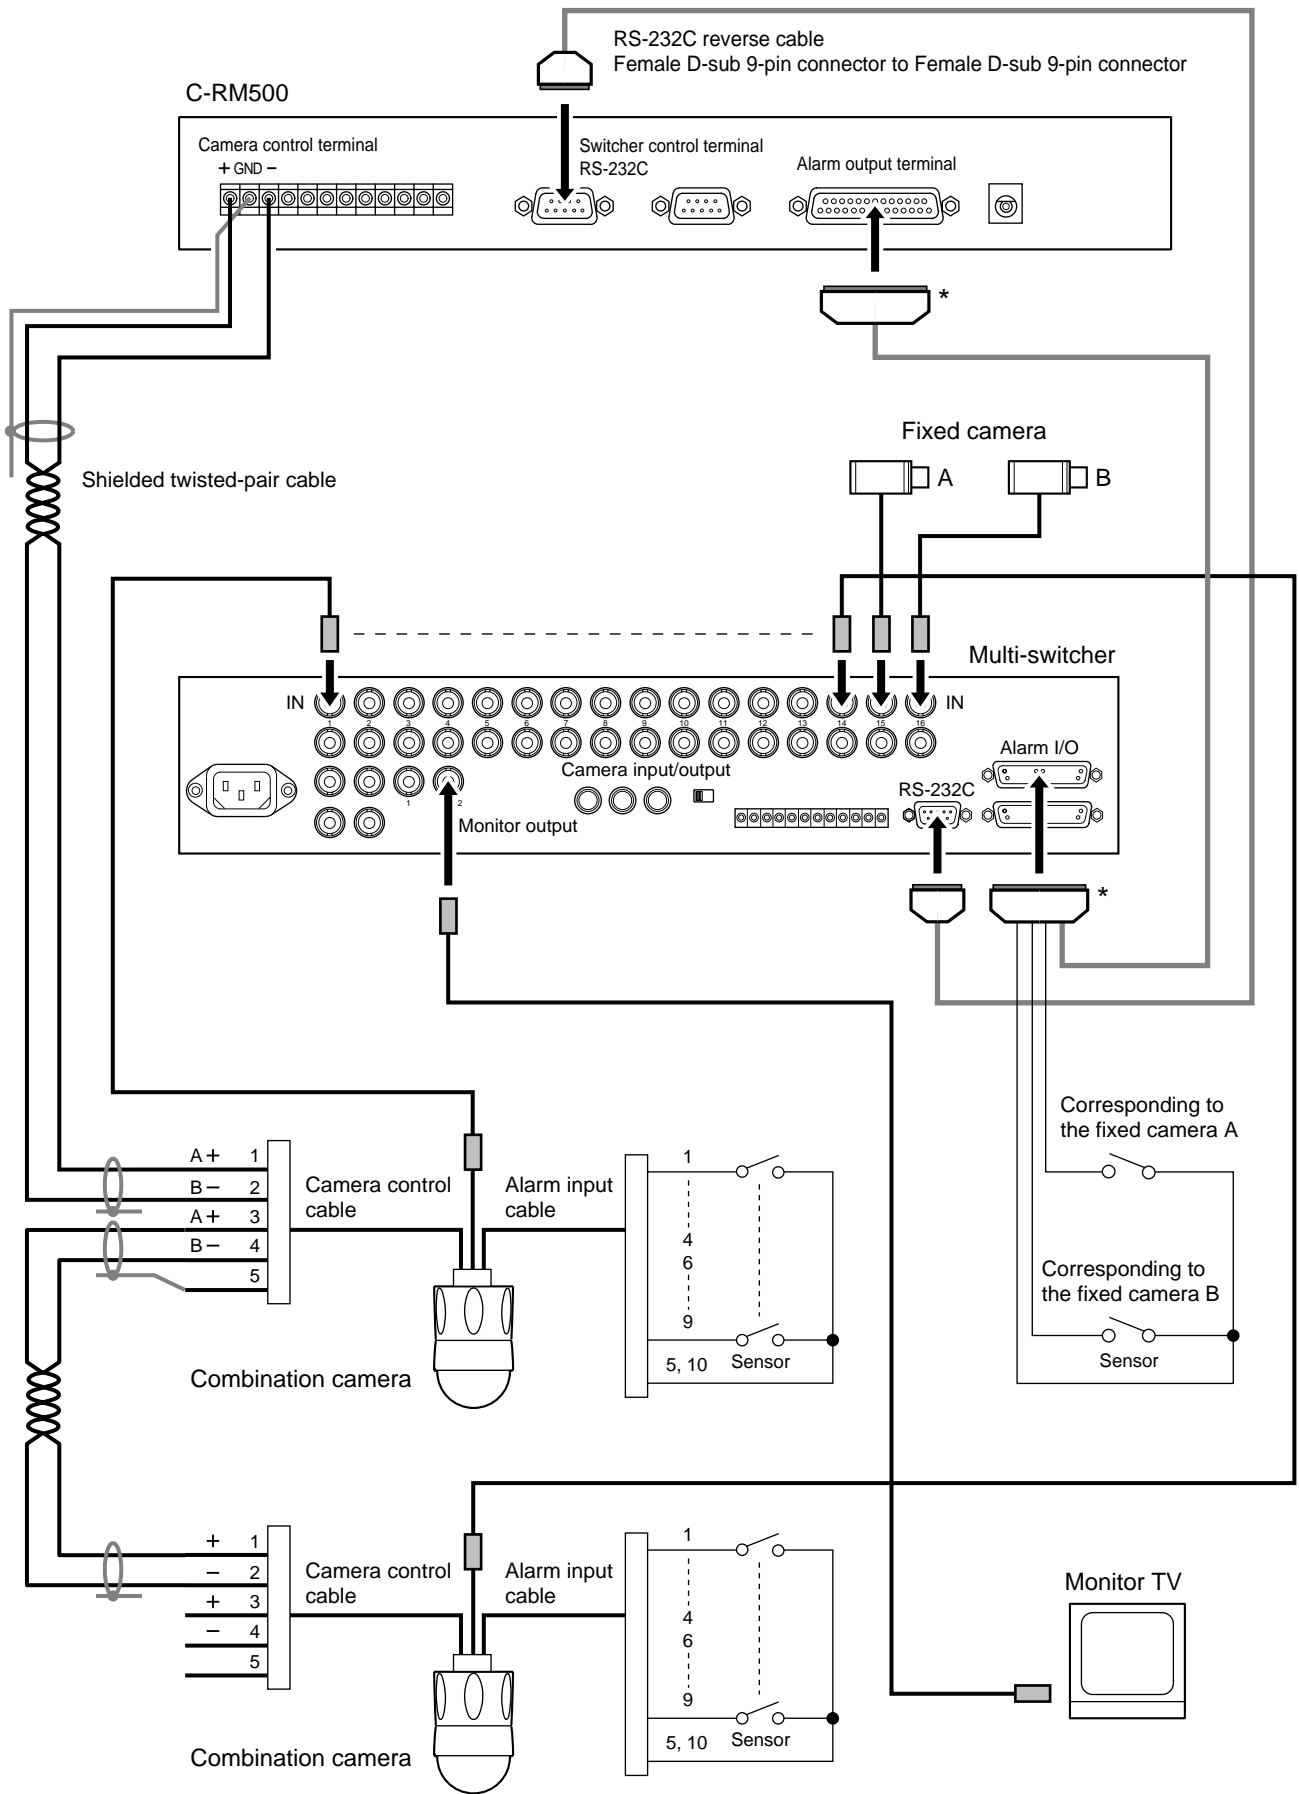 RS-232C reverse cable
Female D-sub 9-pin connector to Female D-sub 9-pin connector
C-RM500
Camera control terminal
+ GND −
Switcher control terminal
RS-232C
Alarm output terminal
*
Fixed camera
A
B
Shielded twisted-pair cable
Multi-switcher
IN
IN
1 2 3 4 5 6 7 8 9 10 11 12 13 14 15 16
Alarm I/O
Camera input/output
RS-232C
1 2
Monitor output
*
Corresponding to
the fixed camera A
A + 1
B − 2
A + 3
B − 4
5
Camera control
cable
Alarm input
cable
1
4
6
9
5, 10
Sensor
Corresponding to
the fixed camera B
Sensor
Combination camera
+ 1
− 2
+ 3
− 4
5
Camera control
cable
Alarm input
cable
1
4
6
9
5, 10
Sensor
Monitor TV
Combination camera